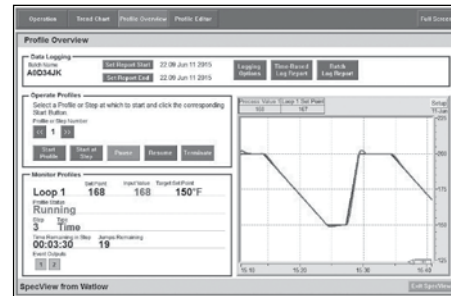 Operation Trend Chart Profile Overview Profile Editor Full Screen
Profile Overview
Data Logging
Batch Name
A0D34JK
Set Report Start 22 09 Jun 11 2015
Set Report End 22 09 Jun 11 2015
Logging Options
Time Based Log Report
Batch Log Report
Operate Profiles
Select a Profile or Step at which to start and click the corresponding
Start Button.
Profile or Step Number
<< 1 >>
Start Profile
Start at Step
Pause
Resume
Terminate
Monitor Profiles
Set Point Input Value Target Set Point
Loop 1 168 168 150°F
Profile Status
Running
Step Type
3 Time
Time Remaining in Step Jumps Remaining
00:03:30 19
Event Outputs
1 2
Process Value 1 Loop 1 Set Point
168 167
Setup
225
200
175
150
125
15:10 15:20 15:30 15:40
SpecView from Watlow
Exit SpecView